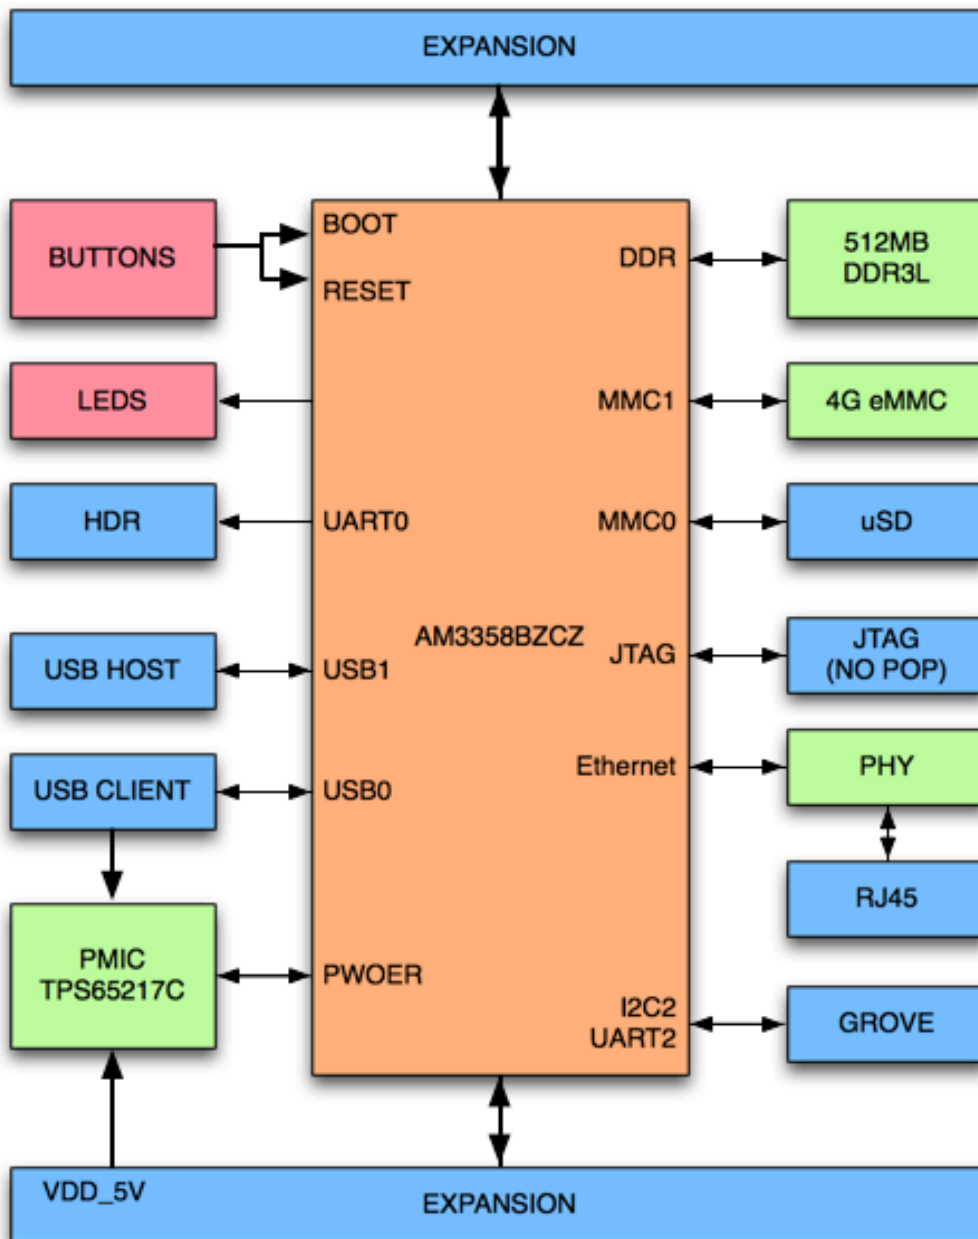 EXPANSION
BUTTONS
BOOT
RESET
DDR
512MB
DDR3L
LEDS
MMC1
4G eMMC
HDR
UART0
MMC0
uSD
AM3358BZCZ
USB HOST
USB1
JTAG
JTAG
(NO POP)
Ethernet
PHY
USB CLIENT
USB0
RJ45
PMIC
TPS65217C
PWOER
I2C2
UART2
GROVE
VDD_5V
EXPANSION